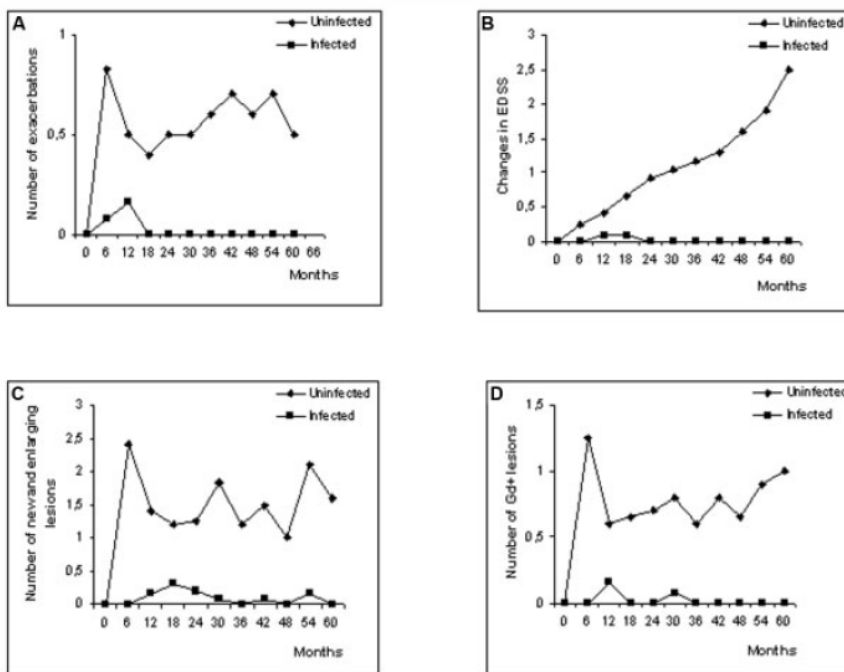 A
Uninfected
Infected
Number of exacerbations
1
0,5
0
0 6 12 18 24 30 36 42 48 54 60 66
Months
B
Uninfected
Infected
Changes in EDSS
3
2,5
2
1,5
1
0,5
0
0 6 12 18 24 30 36 42 48 54 60
Months
C
Uninfected
Infected
Number of new and enlarging
lesions
3
2,5
2
1,5
1
0,5
0
0 6 12 18 24 30 36 42 48 54 60
Months
D
Uninfected
Infected
Number of Gd+ lesions
1,5
1
0,5
0
0 6 12 18 24 30 36 42 48 54 60
Months